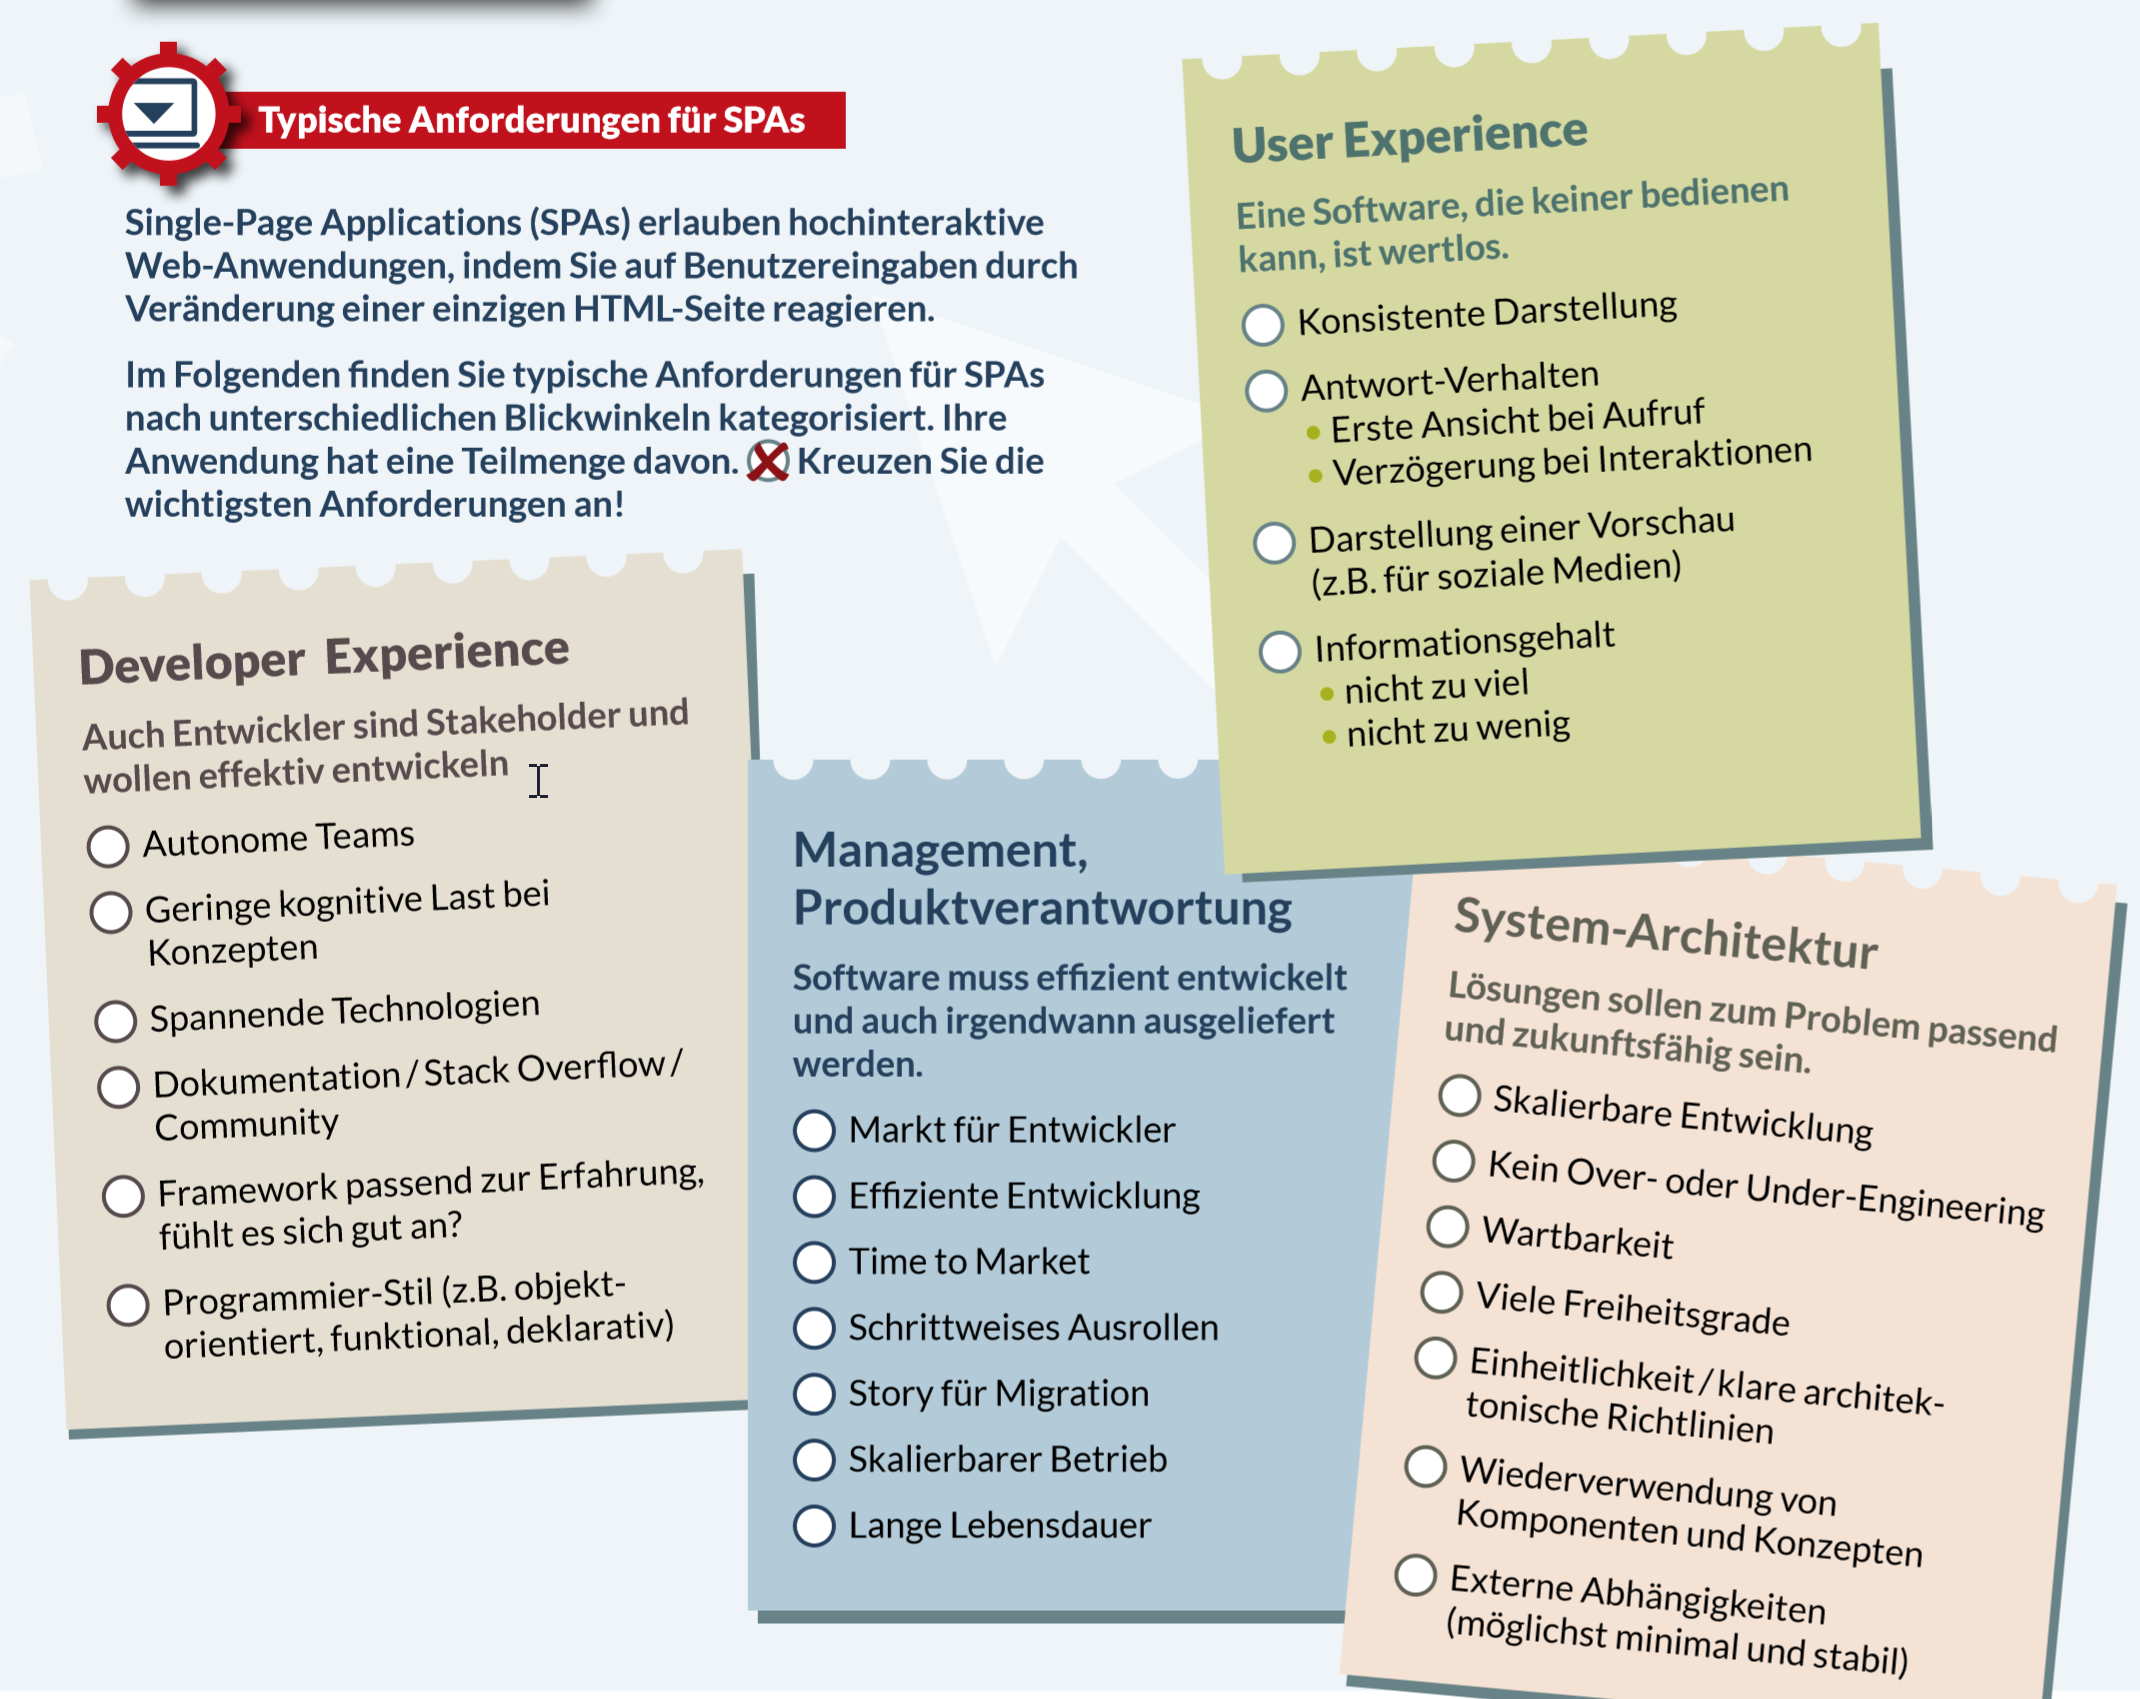 Typische Anforderungen für SPAs
Single-Page Applications (SPAs) erlauben hochinteraktive
Web-Anwendungen, indem Sie auf Benutzereingaben durch
Veränderung einer einzigen HTML-Seite reagieren.
Im Folgenden finden Sie typische Anforderungen für SPAs
nach unterschiedlichen Blickwinkeln kategorisiert. Ihre
Anwendung hat eine Teilmenge davon. Kreuzen Sie die
wichtigsten Anforderungen an!
User Experience
Eine Software, die keiner bedienen
kann, ist wertlos.
Konsistente Darstellung
Antwort-Verhalten
• Erste Ansicht bei Aufruf
• Verzögerung bei Interaktionen
Darstellung einer Vorschau
(z.B. für soziale Medien)
Informationsgehalt
• nicht zu viel
• nicht zu wenig
Developer Experience
Auch Entwickler sind Stakeholder und
wollen effektiv entwickeln
Autonome Teams
Geringe kognitive Last bei
Konzepten
Spannende Technologien
Dokumentation / Stack Overflow /
Community
Framework passend zur Erfahrung,
fühlt es sich gut an?
Programmier-Stil (z.B. objekt-
orientiert, funktional, deklarativ)
Management,
Produktverantwortung
Software muss effizient entwickelt
und auch irgendwann ausgeliefert
werden.
Markt für Entwickler
Effiziente Entwicklung
Time to Market
Schrittweises Ausrollen
Story für Migration
Skalierbarer Betrieb
Lange Lebensdauer
System-Architektur
Lösungen sollen zum Problem passend
und zukunftsfähig sein.
Skalierbare Entwicklung
Kein Over- oder Under-Engineering
Wartbarkeit
Viele Freiheitsgrade
Einheitlichkeit / klare architek-
tonische Richtlinien
Wiederverwendung von
Komponenten und Konzepten
Externe Abhängigkeiten
(möglichst minimal und stabil)